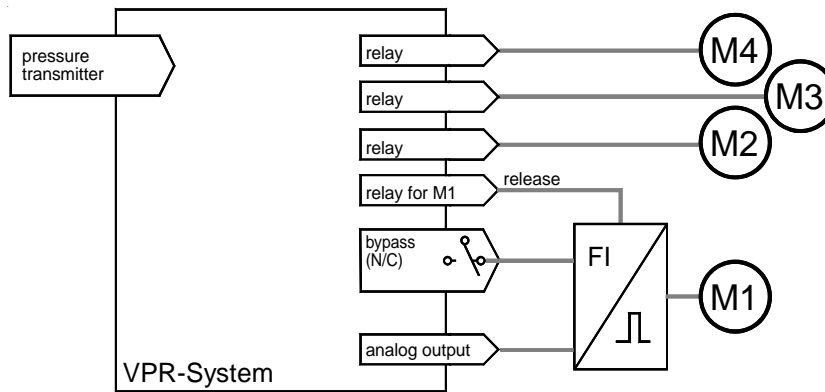 pressure
transmitter
relay
M4
relay
M3
relay
M2
relay for M1
release
bypass
(N/C)
FI
M1
analog output
VPR-System